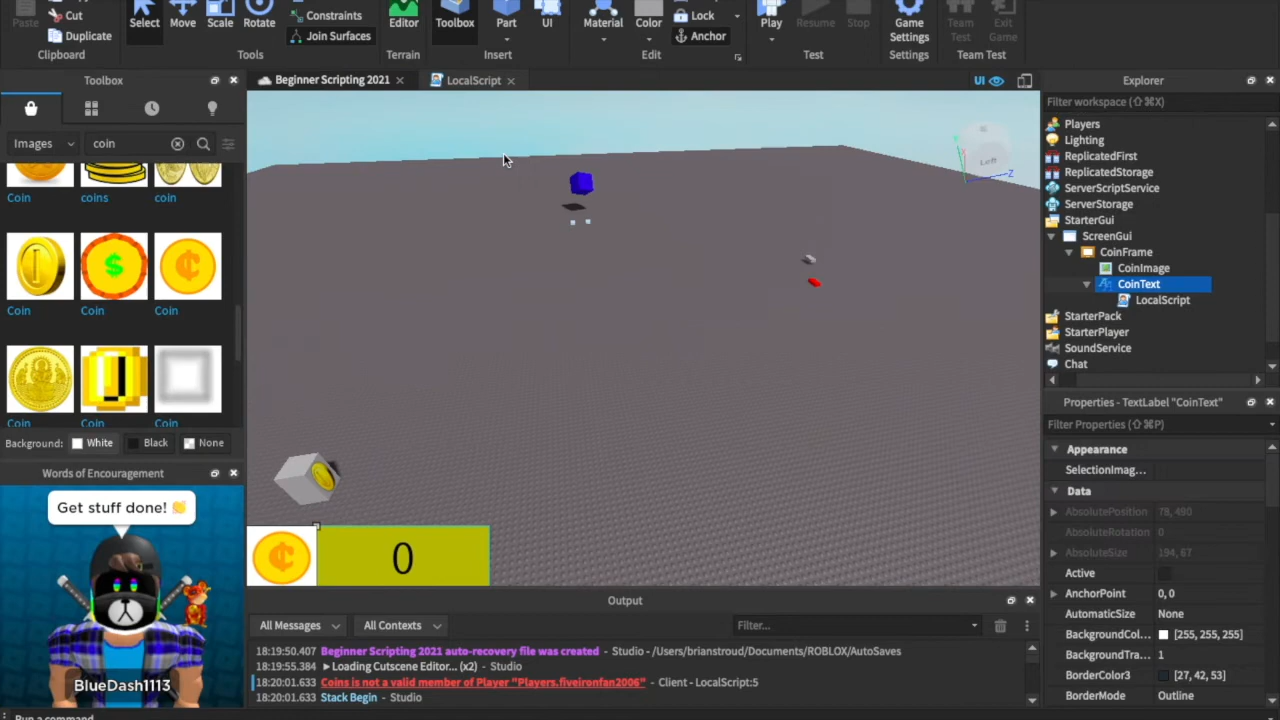 Paste
Cut
Duplicate
Clipboard
Select
Move
Scale
Rotate
Constraints
Join Surfaces
Tools
Editor
Terrain
Toolbox
Part
UI
Insert
Material
Color
Lock
Anchor
Edit
Play
Resume
Stop
Test
Game
Settings
Settings
Team
Test
Exit
Game
Team Test
Toolbox
Images
coin
Coin
coins
coin
Coin
Coin
Coin
Coin
Coin
Coin
Background:
White
Black
None
Words of Encouragement
Get stuff done! 👏
BlueDash1113
Beginner Scripting 2021
LocalScript
UI
Left
Z
0
Output
All Messages
All Contexts
Filter...
18:19:50.407 Beginner Scripting 2021 auto-recovery file was created - Studio - /Users/brianstroud/Documents/ROBLOX/AutoSaves
18:19:55.384 ►Loading Cutscene Editor... (x2) - Studio
18:20:01.633 Coins is not a valid member of Player "Players.fiveironfan2006" - Client - LocalScript:5
18:20:01.633 Stack Begin - Studio
Explorer
Filter workspace (⇧⌘X)
Players
Lighting
ReplicatedFirst
ReplicatedStorage
ServerScriptService
ServerStorage
StarterGui
ScreenGui
CoinFrame
CoinImage
CoinText
LocalScript
StarterPack
StarterPlayer
SoundService
Chat
Properties - TextLabel "CoinText"
Filter Properties (⇧⌘P)
Appearance
SelectionImag...
Data
AbsolutePosition 78, 490
AbsoluteRotation 0
AbsoluteSize 194, 67
Active
AnchorPoint 0, 0
AutomaticSize None
BackgroundCol... [255, 255, 255]
BackgroundTra... 1
BorderColor3 [27, 42, 53]
BorderMode Outline
Run a command